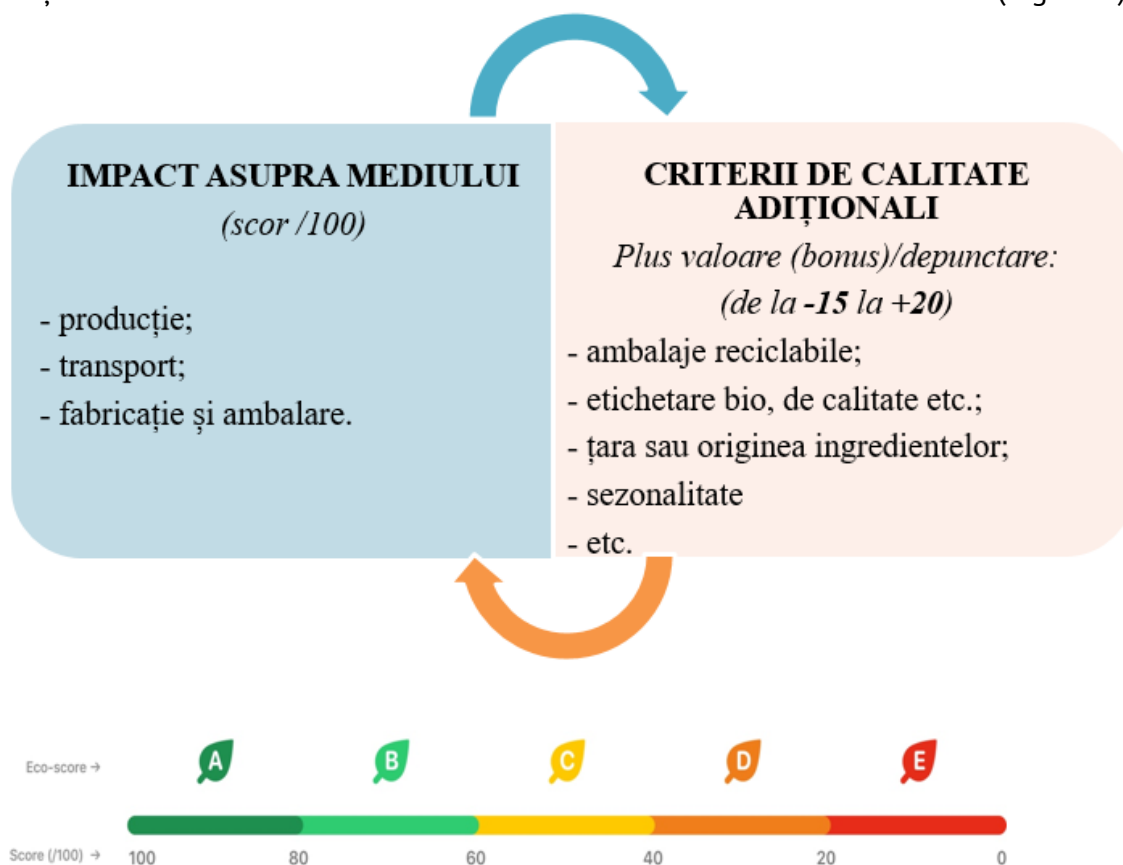 IMPACT ASUPRA MEDIULUI
(scor /100)
- producție;
- transport;
- fabricație și ambalare.
CRITERII DE CALITATE
ADIȚIONALI
Plus valoare (bonus)/depunctare:
(de la -15 la +20)
- ambalaje reciclabile;
- etichetare bio, de calitate etc.;
- țara sau originea ingredientelor;
- sezonalitate
- etc.
Eco-score → A B C D E
Score (/100) → 100 80 60 40 20 0